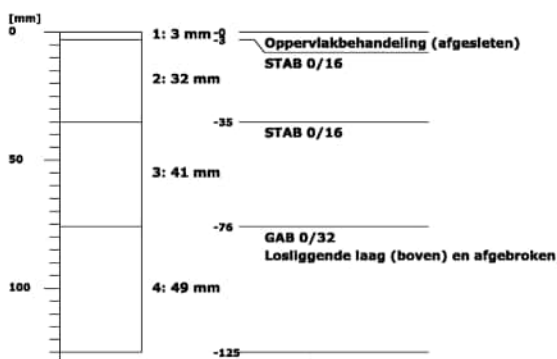 [mm]
0
1: 3 mm
-0
-3
Oppervlakbehandeling (afgesleten)
STAB 0/16
2: 32 mm
-35
STAB 0/16
50
3: 41 mm
-76
GAB 0/32
Losliggende laag (boven) en afgebroken
100
4: 49 mm
-125